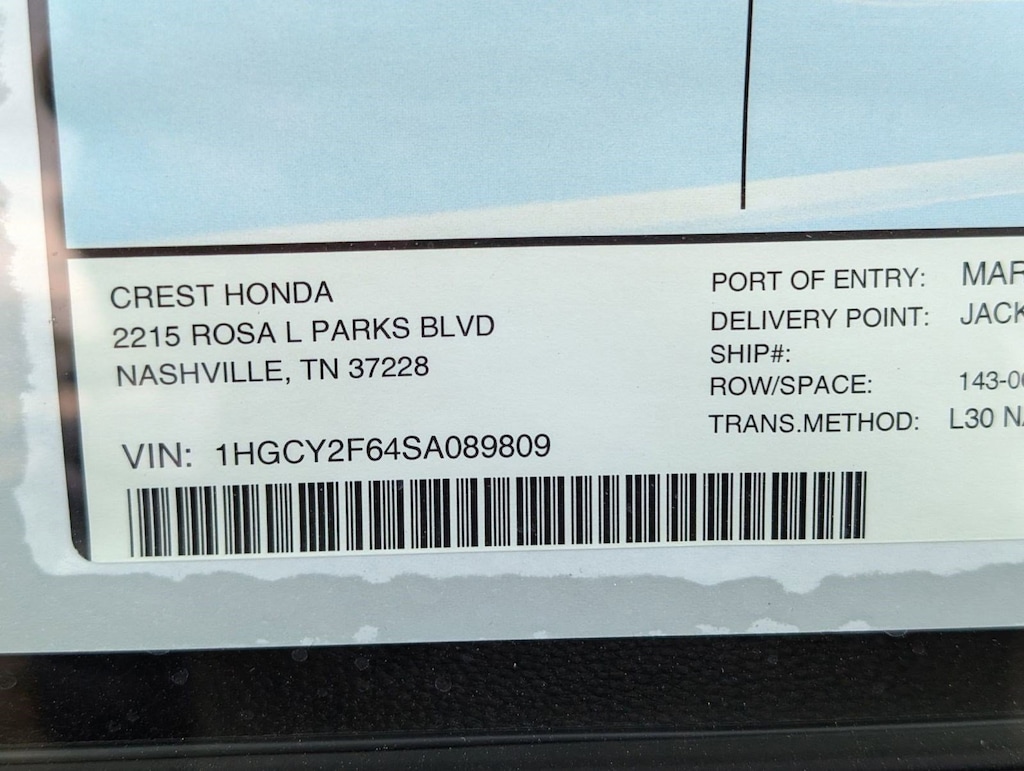 CREST HONDA
2215 ROSA L PARKS BLVD
NASHVILLE, TN 37228
VIN: 1HGCY2F64SA089809
PORT OF ENTRY:
DELIVERY POINT:
SHIP#:
ROW/SPACE:
TRANS.METHOD: L30